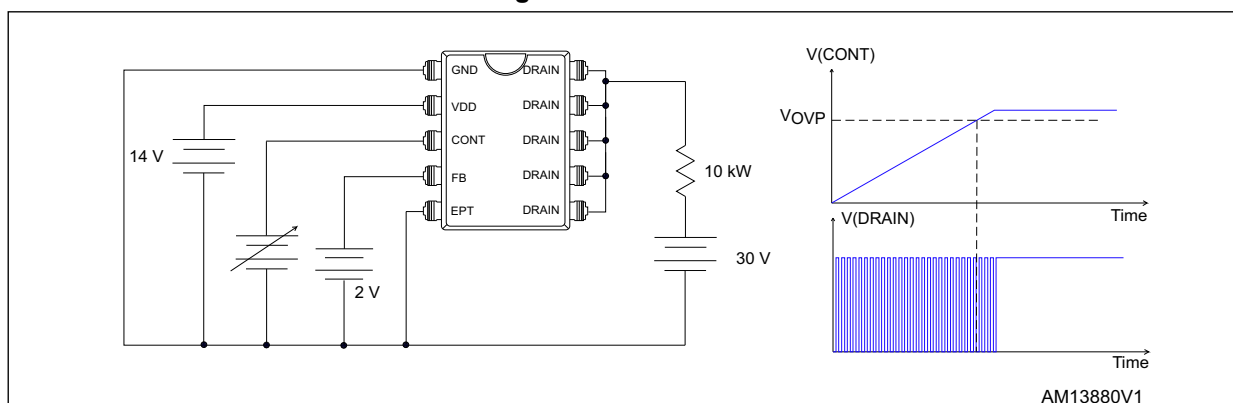 GND DRAIN
VDD DRAIN
CONT DRAIN
FB DRAIN
EPT DRAIN
14 V
2 V
10 kW
30 V
V(CONT)
VOVP
Time
V(DRAIN)
Time
AM13880V1